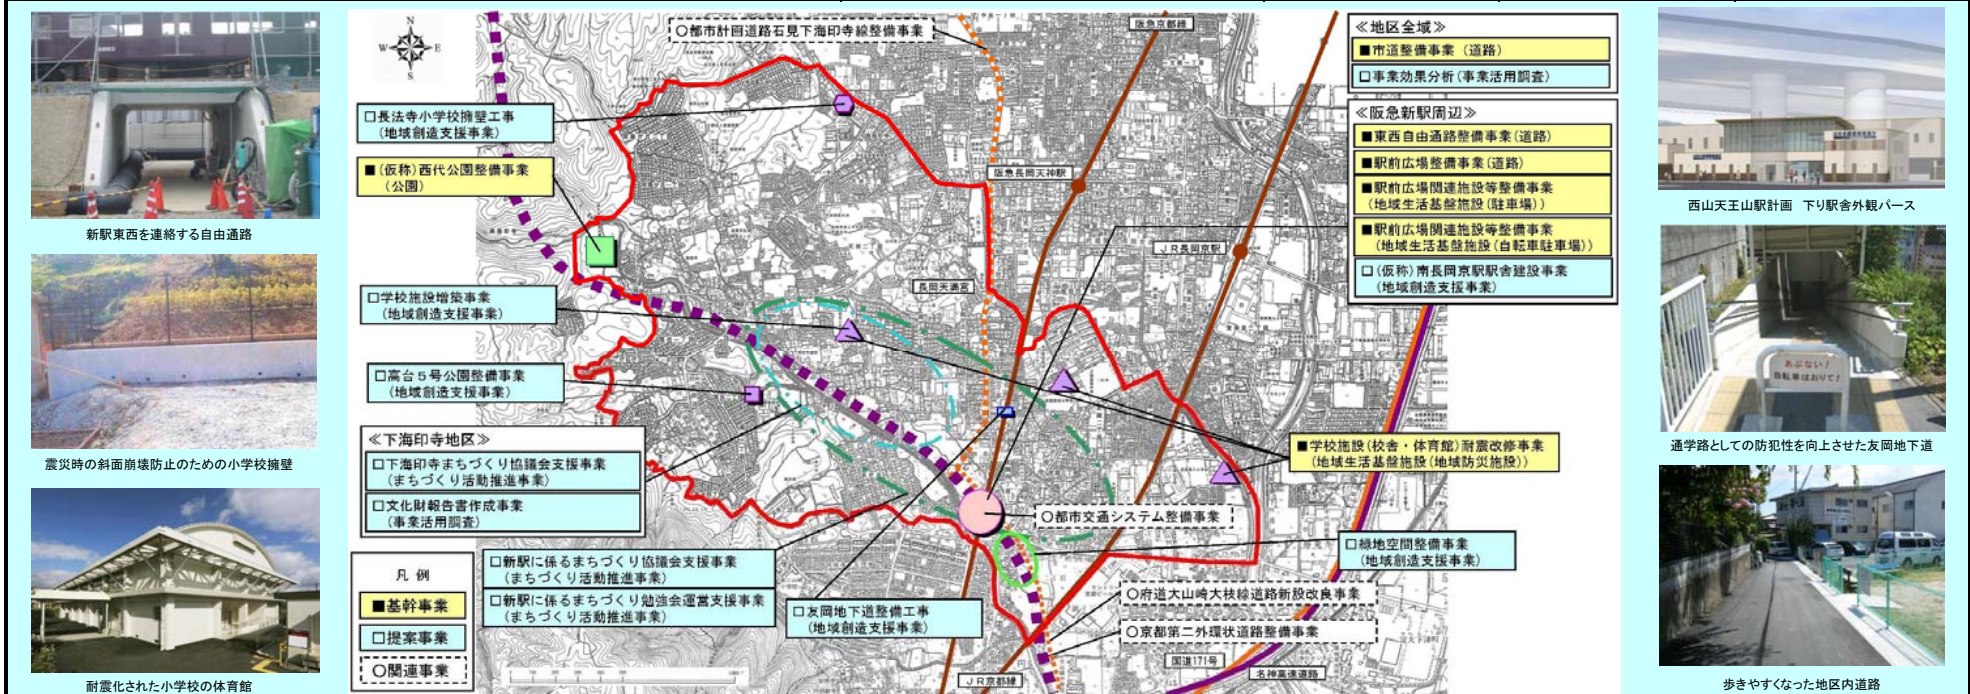 新駅東西を連絡する自由通路
震災時の斜面崩壊防止のための小学校擁壁
耐震化された小学校の体育館
N
W
E
S
○都市計画道路石見下海印寺線整備事業
阪急京都線
□長法寺小学校擁壁工事
(地域創造支援事業)
■(仮称)西代公園整備事業
(公園)
阪急長岡天神駅
JR長岡京駅
長岡天満宮
□学校施設増築事業
(地域創造支援事業)
□高台5号公園整備事業
(地域創造支援事業)
≪下海印寺地区≫
□下海印寺まちづくり協議会支援事業
(まちづくり活動推進事業)
□文化財報告書作成事業
(事業活用調査)
凡例
■基幹事業
□提案事業
○関連事業
□新駅に係るまちづくり協議会支援事業
(まちづくり活動推進事業)
□新駅に係るまちづくり勉強会運営支援事業
(まちづくり活動推進事業)
□友岡地下道整備工事
(地域創造支援事業)
○都市交通システム整備事業
□緑地空間整備事業
(地域創造支援事業)
○府道大山崎大枝線道路新設改良事業
○京都第二外環状道路整備事業
国道171号
名神高速道路
JR京都線
≪地区全域≫
■市道整備事業(道路)
□事業効果分析(事業活用調査)
≪阪急新駅周辺≫
■東西自由通路整備事業(道路)
■駅前広場整備事業(道路)
■駅前広場関連施設等整備事業
(地域生活基盤施設(駐車場))
■駅前広場関連施設等整備事業
(地域生活基盤施設(自転車駐車場))
□(仮称)南長岡京駅駅舎建設事業
(地域創造支援事業)
■学校施設(校舎・体育館)耐震改修事業
(地域生活基盤施設(地域防災施設))
西山天王山駅計画 下り駅舎外観パース
あぶない!
自転車はおりて!
通学路としての防犯性を向上させた友岡地下道
歩きやすくなった地区内道路